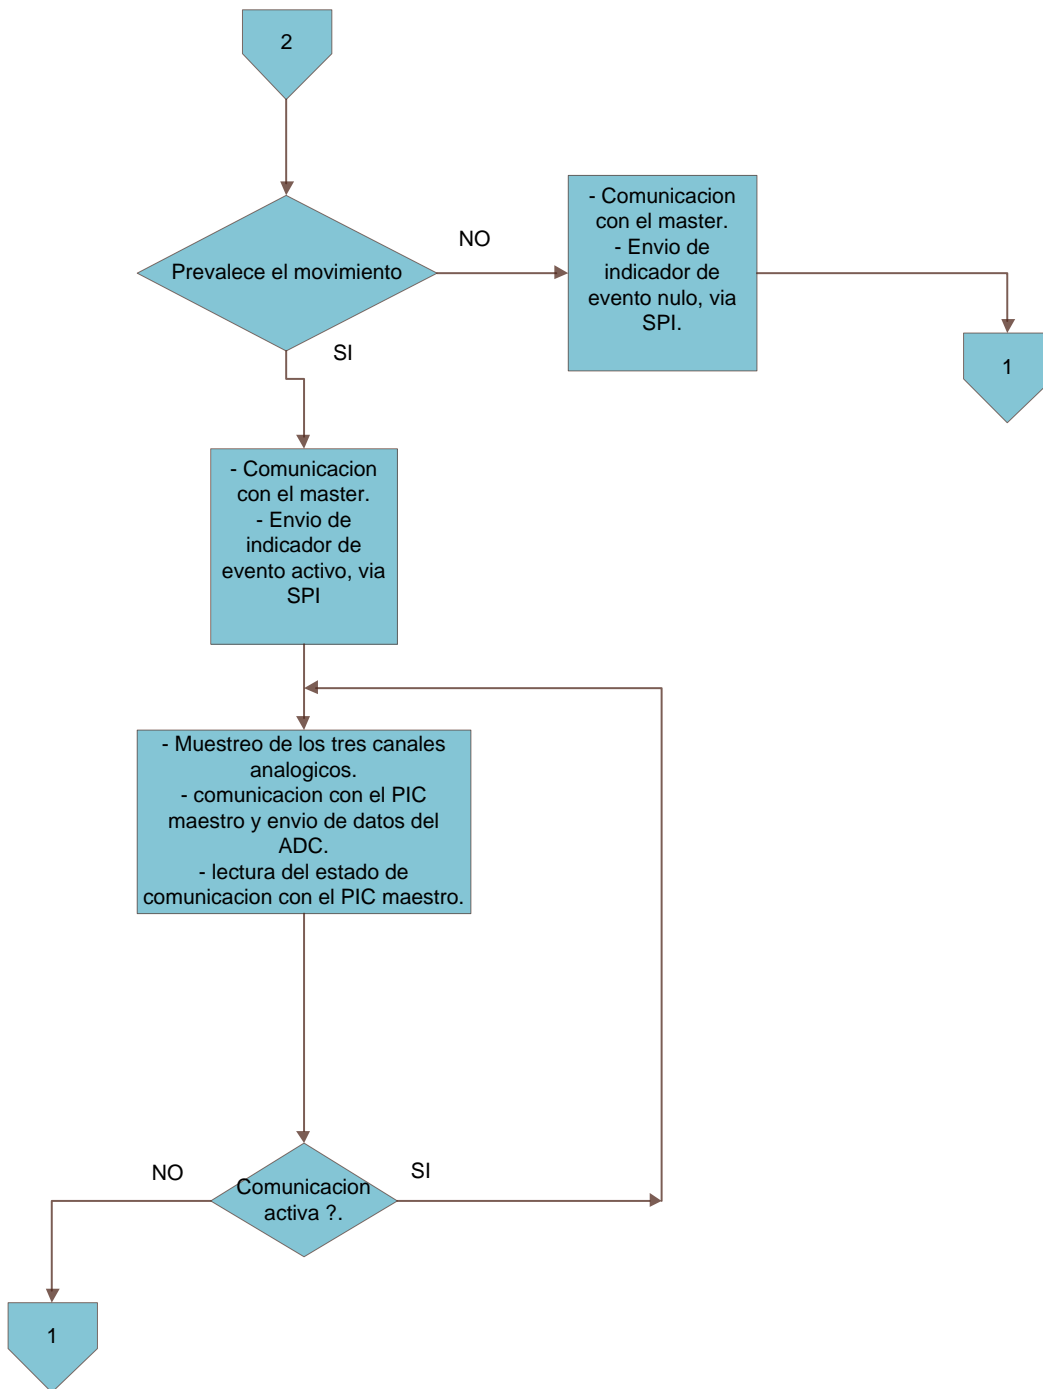 2
Prevalece el movimiento
NO
- Comunicacion
con el master.
- Envio de
indicador de
evento nulo, via
SPI.
1
SI
- Comunicacion
con el master.
- Envio de
indicador de
evento activo, via
SPI
- Muestreo de los tres canales
analogicos.
- comunicacion con el PIC
maestro y envio de datos del
ADC.
- lectura del estado de
comunicacion con el PIC maestro.
NO
Comunicacion
activa ?.
SI
1